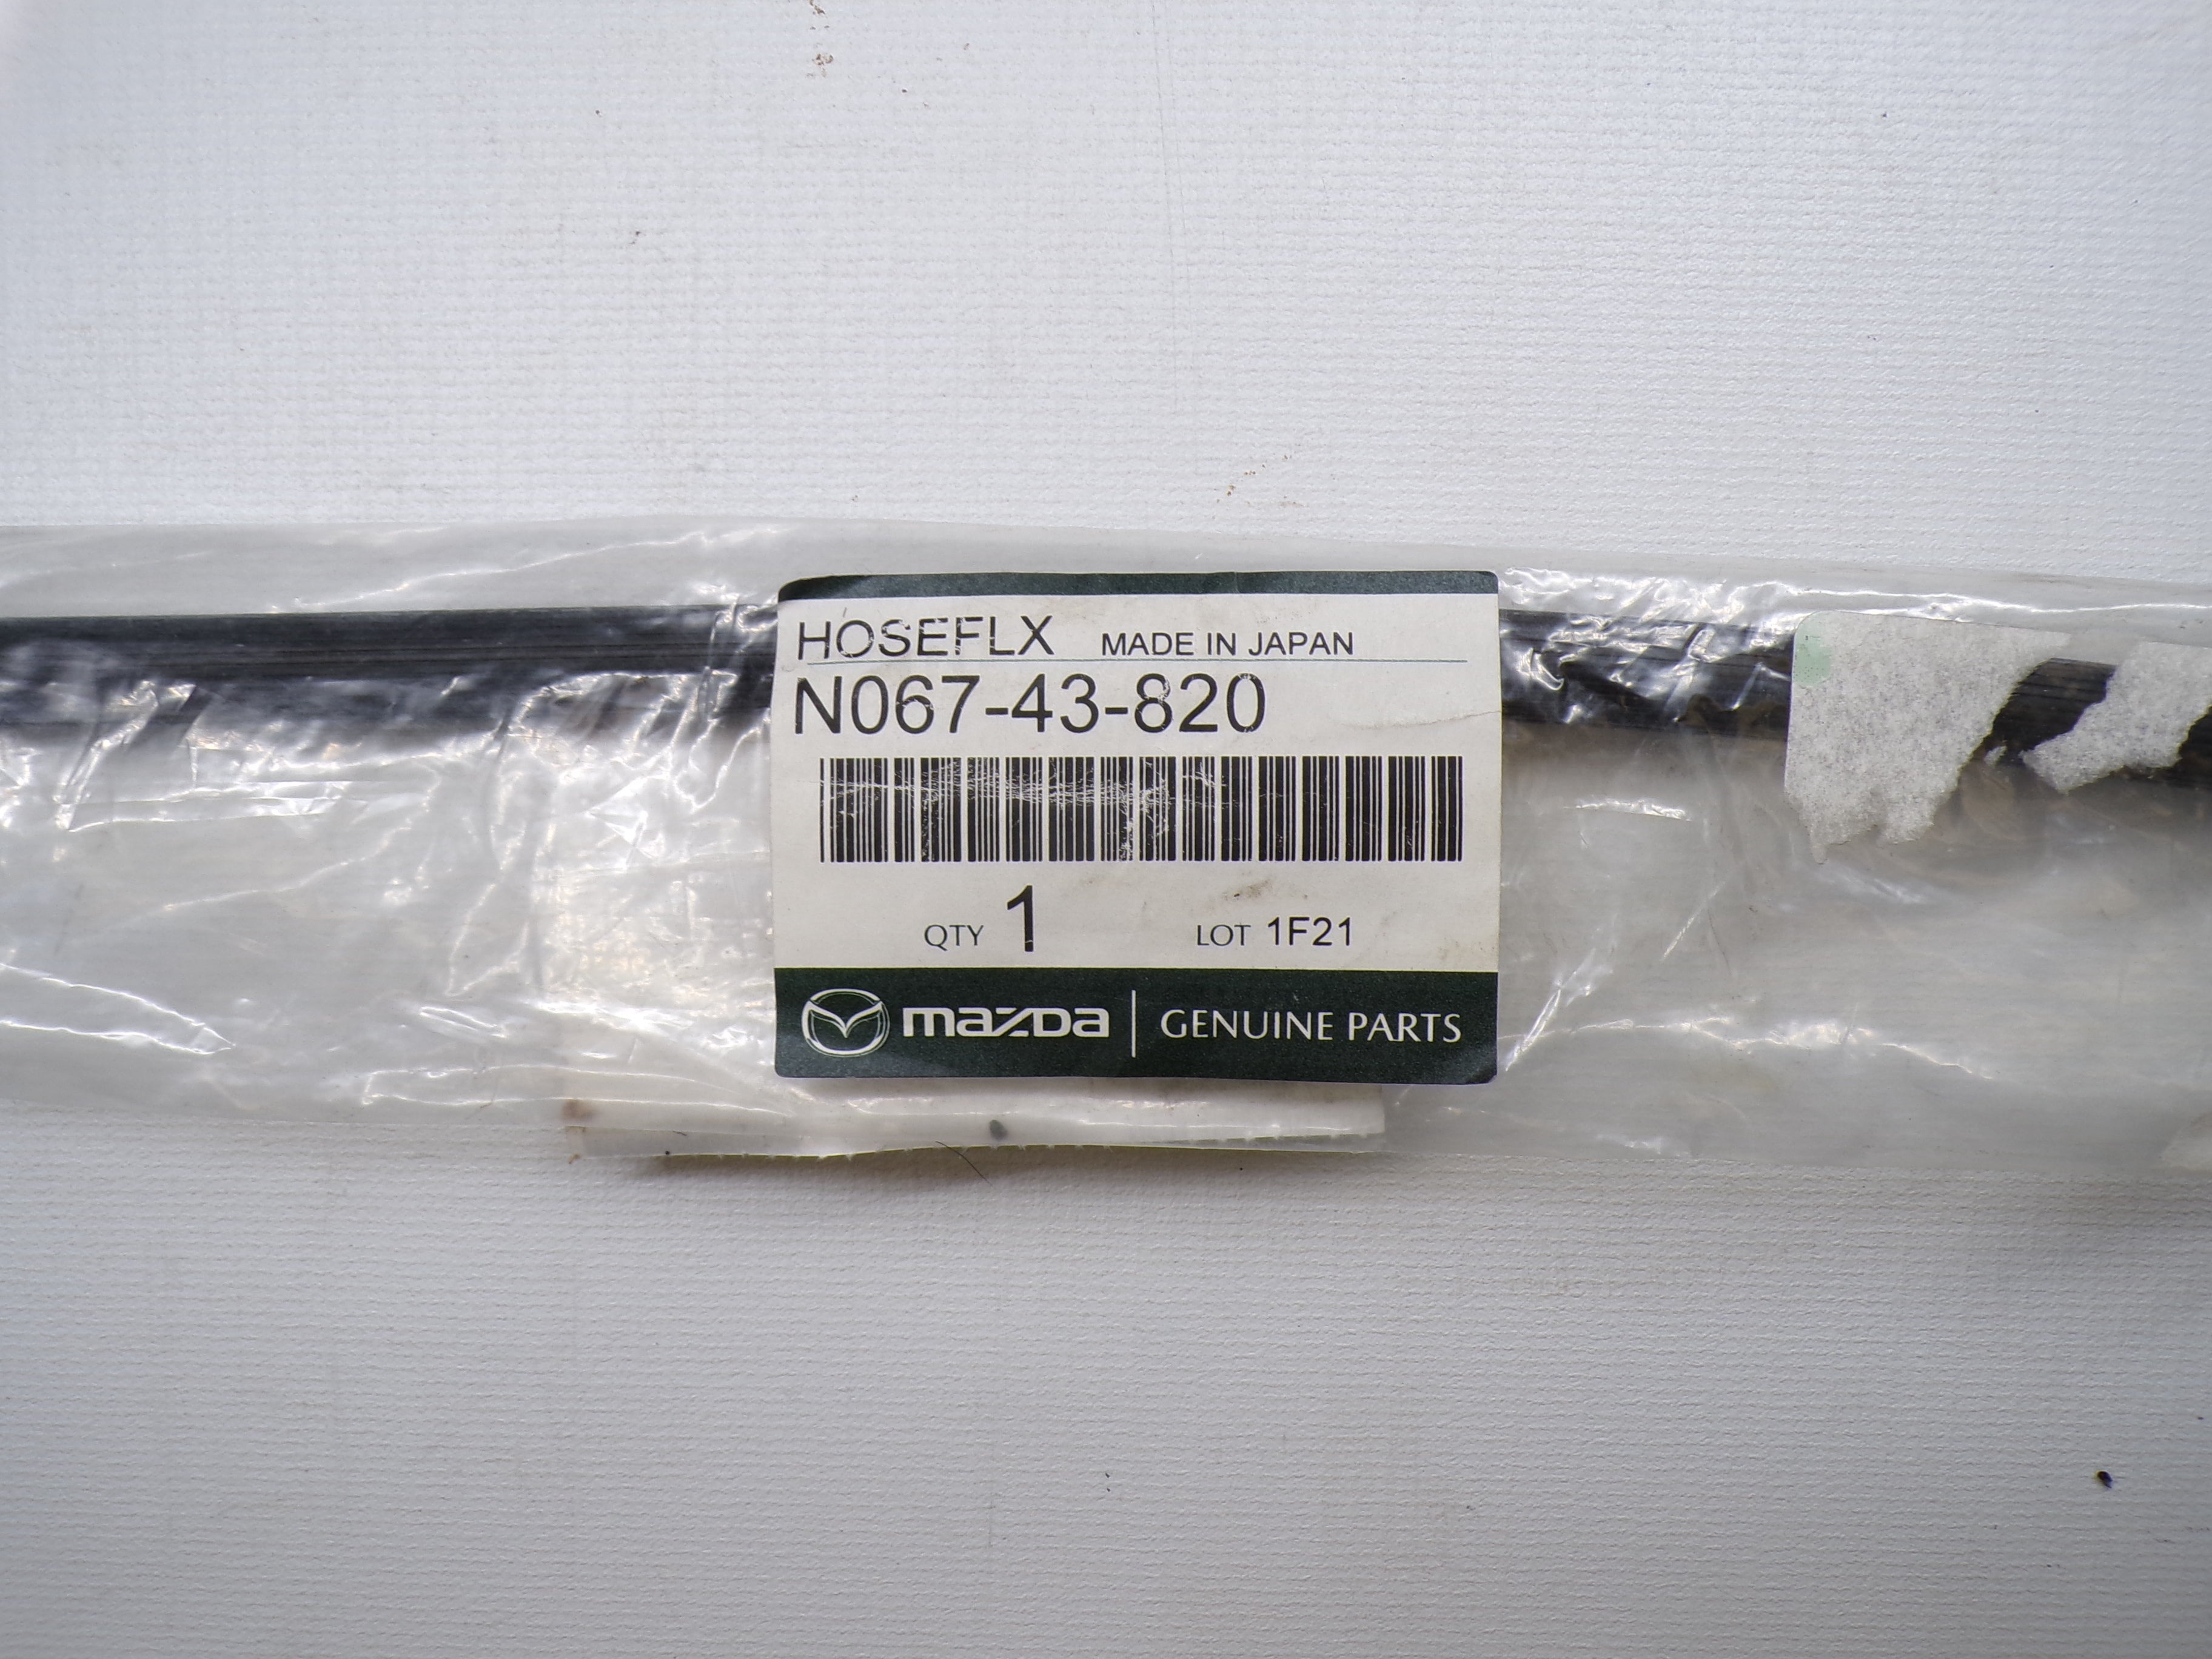 HOSEFLX MADE IN JAPAN
N067-43-820
QTY 1 LOT 1F21
mazda GENUINE PARTS